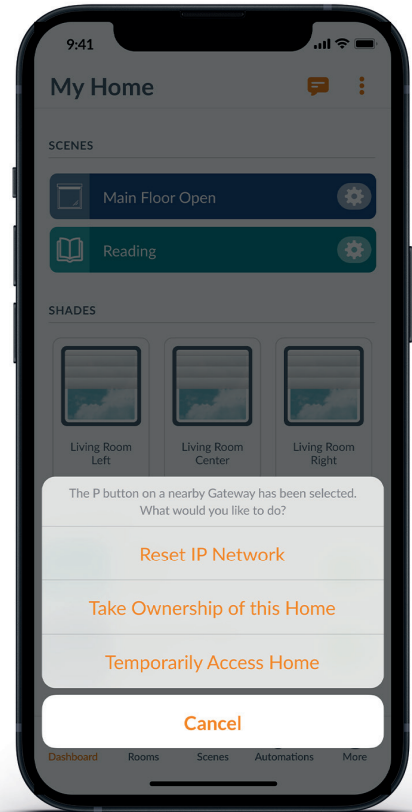 9:41
My Home
SCENES
Main Floor Open
Reading
SHADES
Living Room
Left
Living Room
Center
Living Room
Right
The P button on a nearby Gateway has been selected.
What would you like to do?
Reset IP Network
Take Ownership of this Home
Temporarily Access Home
Cancel
Dashboard
Rooms
Scenes
Automations
More